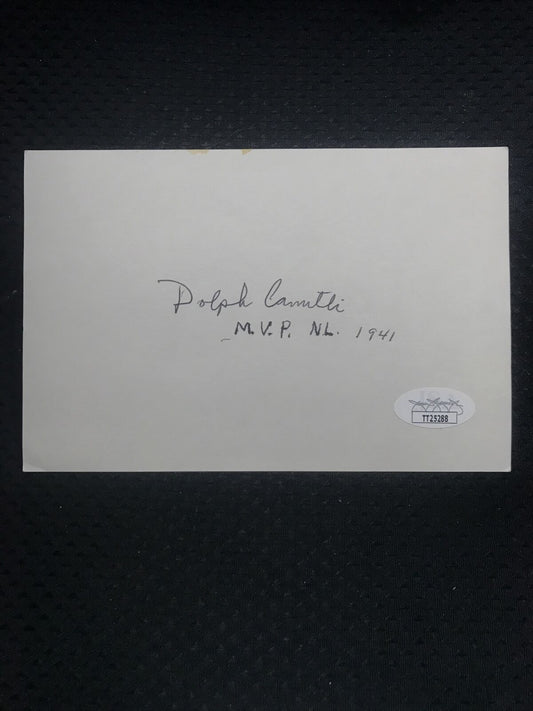 Dolph Camilli
M.V.P. NL. 1941
TT25288